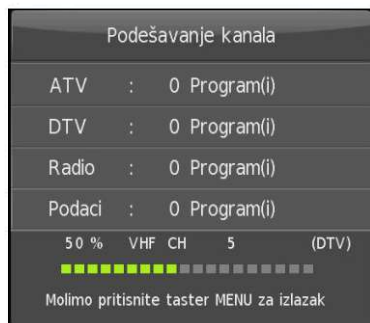 Podešavanje kanala
ATV : 0 Program(i)
DTV : 0 Program(i)
Radio : 0 Program(i)
Podaci : 0 Program(i)
50 % VHF CH 5 (DTV)
Molimo pritisnite taster MENU za izlazak